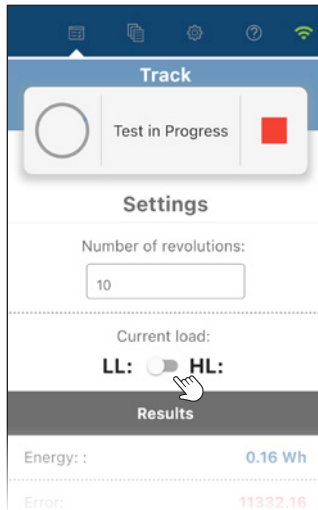 Track
Test in Progress
Settings
Number of revolutions:
10
Current load:
LL: HL:
Results
Energy: : 0.16 Wh
Error: 11332.16